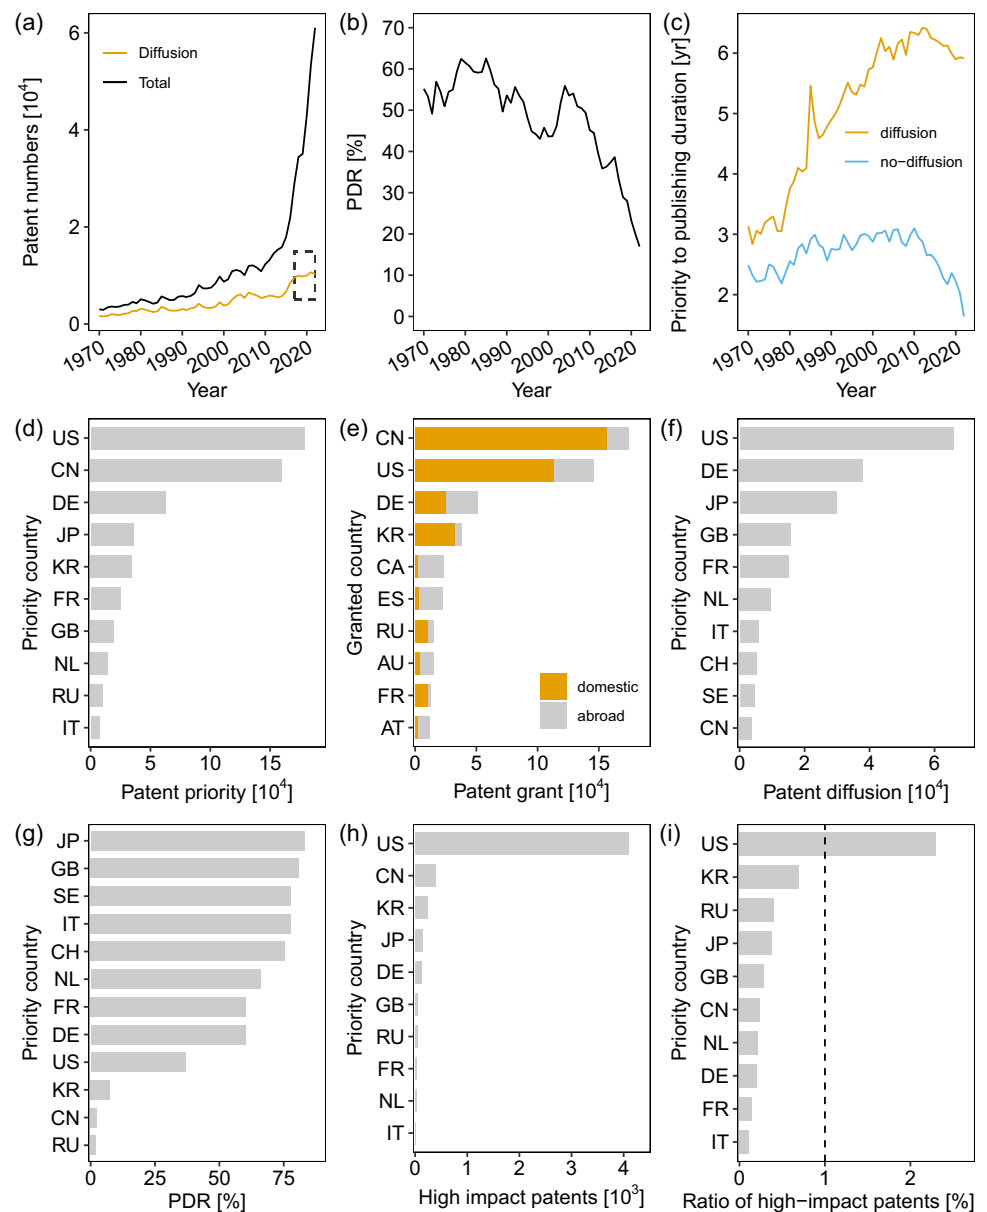 (a)
Patent numbers [10⁴]
6
4
2
0
Diffusion
Total
1970
1980
1990
2000
2010
2020
Year
(b)
PDR [%]
70
60
50
40
30
20
10
0
1970
1980
1990
2000
2010
2020
Year
(c)
Priority to publishing duration [yr]
6
5
4
3
2
diffusion
no−diffusion
1970
1980
1990
2000
2010
2020
Year
(d)
Priority country
US
CN
DE
JP
KR
FR
GB
NL
RU
IT
0 5 10 15
Patent priority [10⁴]
(e)
Granted country
CN
US
DE
KR
CA
ES
RU
AU
FR
AT
domestic
abroad
0 5 10 15
Patent grant [10⁴]
(f)
Priority country
US
DE
JP
GB
FR
NL
IT
CH
SE
CN
0 2 4 6
Patent diffusion [10⁴]
(g)
Priority country
JP
GB
SE
IT
CH
NL
FR
DE
US
KR
CN
RU
0 25 50 75
PDR [%]
(h)
Priority country
US
CN
KR
JP
DE
GB
RU
FR
NL
IT
0 1 2 3 4
High impact patents [10³]
(i)
Priority country
US
KR
RU
JP
GB
CN
NL
DE
FR
IT
0 1 2
Ratio of high−impact patents [%]